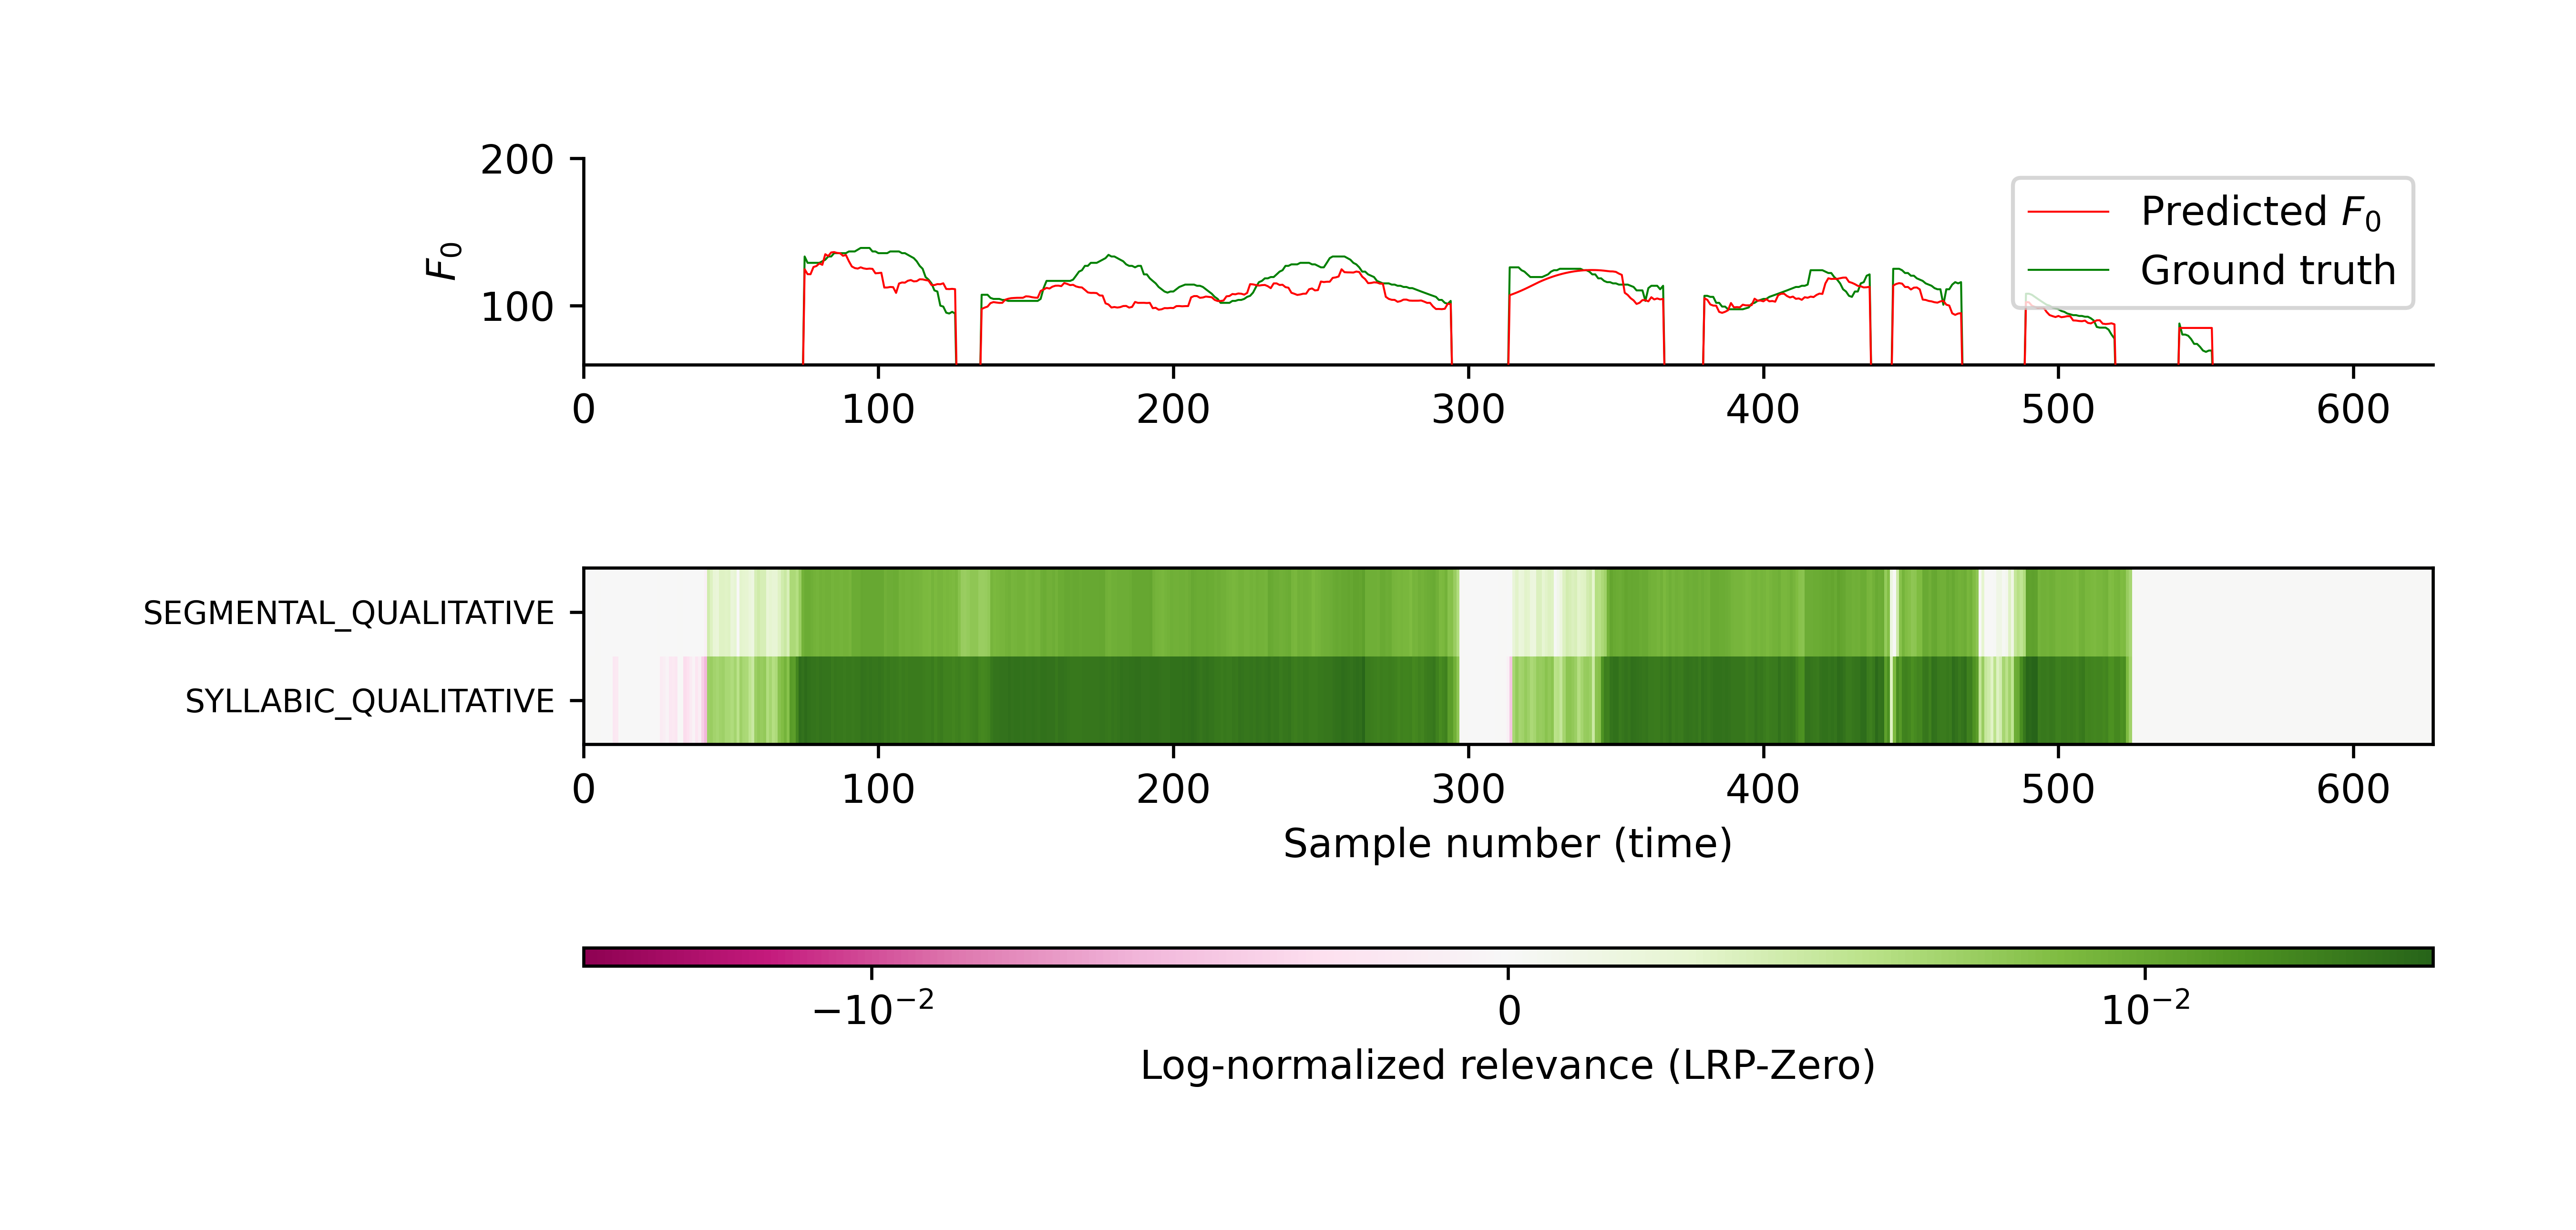 200
100
F₀
Predicted F₀
Ground truth
0 100 200 300 400 500 600
SEGMENTAL_QUALITATIVE
SYLLABIC_QUALITATIVE
0 100 200 300 400 500 600
Sample number (time)
−10⁻² 0 10⁻²
Log-normalized relevance (LRP-Zero)